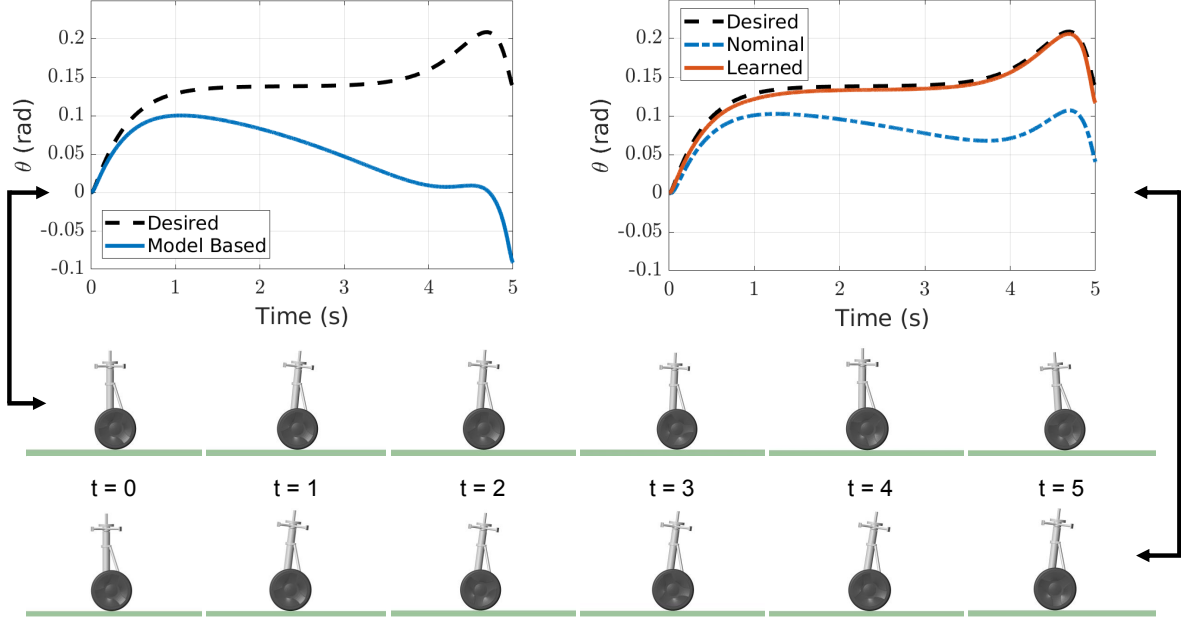 0.2
0.15
0.1
0.05
0
-0.05
-0.1
θ (rad)
Desired
Model Based
0 1 2 3 4 5
Time (s)
0.2
0.15
0.1
0.05
0
-0.05
-0.1
θ (rad)
Desired
Nominal
Learned
0 1 2 3 4 5
Time (s)
t = 0 t = 1 t = 2 t = 3 t = 4 t = 5